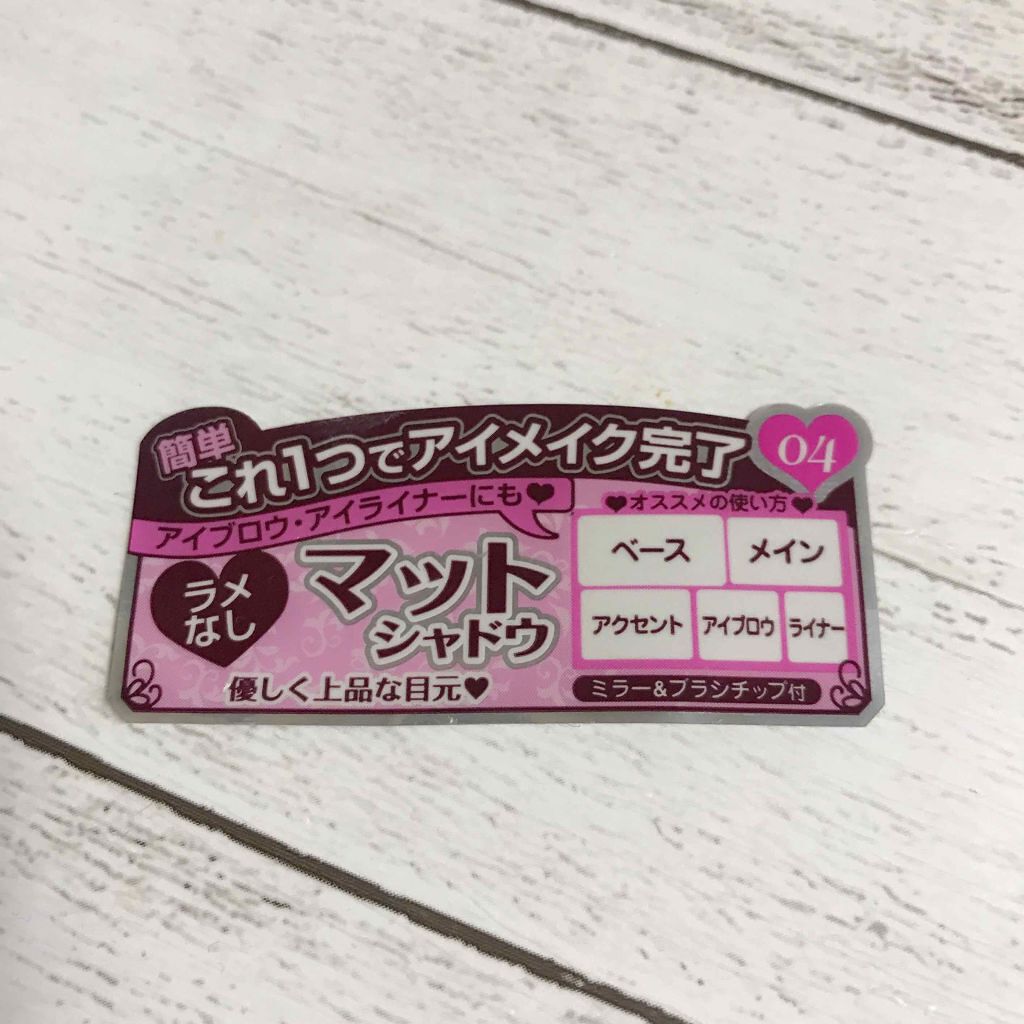 簡単
これ1つでアイメイク完了
04
アイブロウ・アイライナーにも♥
ラメ
なし
マット
シャドウ
優しく上品な目元♥
♥オススメの使い方♥
ベース
メイン
アクセント
アイブロウ
ライナー
ミラー&ブラシチップ付